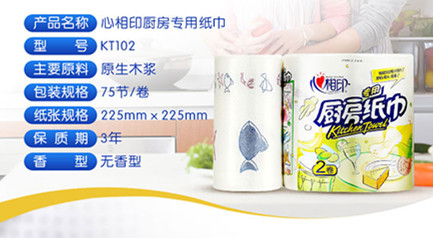 产品名称 心相印厨房专用纸巾
型 号 KT102
主要原料 原生木浆
包装规格 75节/卷
纸张规格 225mm x 225mm
保 质 期 3年
香 型 无香型
心相印
专用
厨房纸巾
Kitchen Towel
2卷